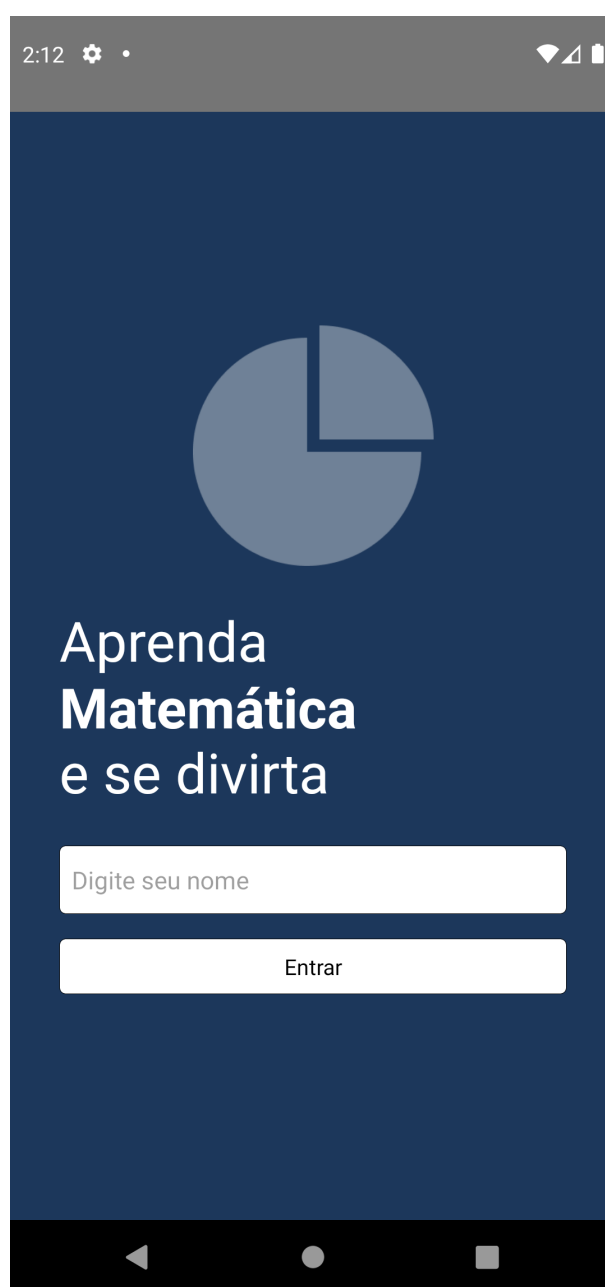 2:12
Aprenda
Matemática
e se divirta
Digite seu nome
Entrar